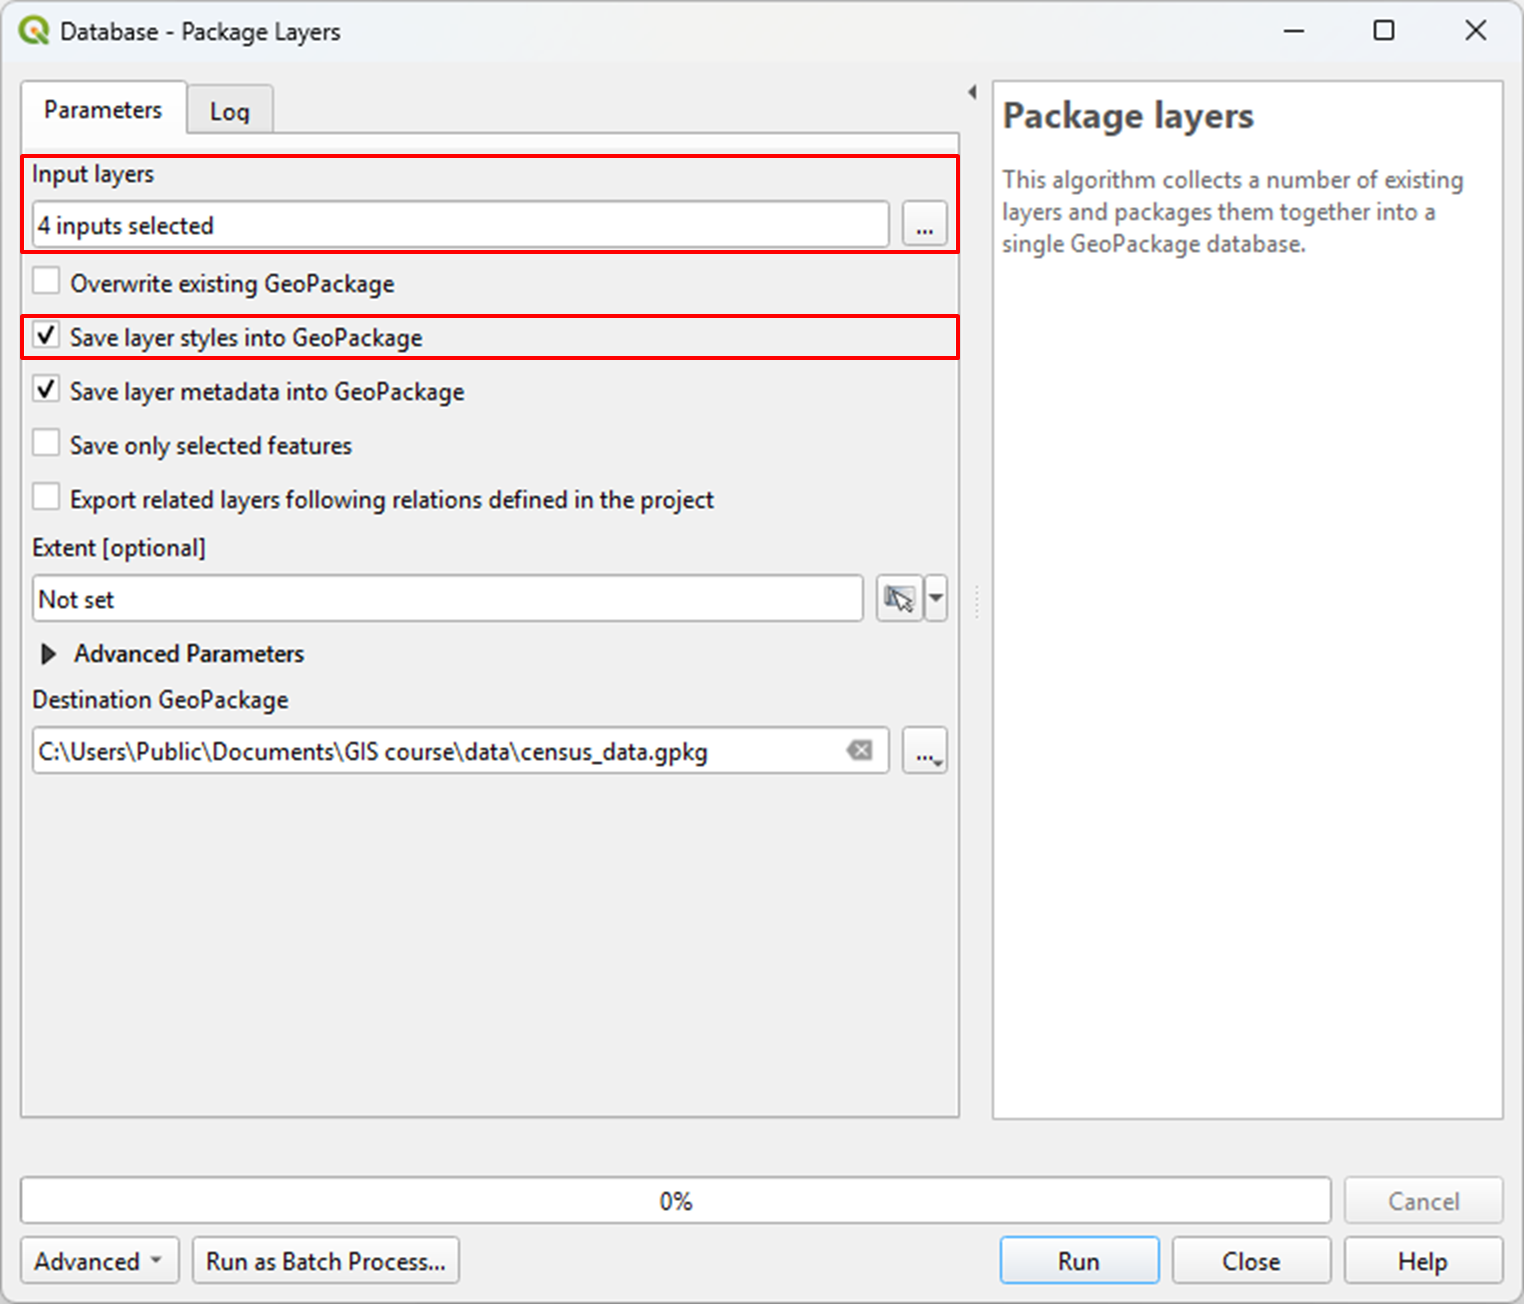 Database - Package Layers
Parameters
Log
Input layers
4 inputs selected
...
Overwrite existing GeoPackage
Save layer styles into GeoPackage
Save layer metadata into GeoPackage
Save only selected features
Export related layers following relations defined in the project
Extent [optional]
Not set
Advanced Parameters
Destination GeoPackage
C:\Users\Public\Documents\GIS course\data\census_data.gpkg
...
Package layers
This algorithm collects a number of existing
layers and packages them together into a
single GeoPackage database.
0%
Cancel
Advanced
Run as Batch Process...
Run
Close
Help